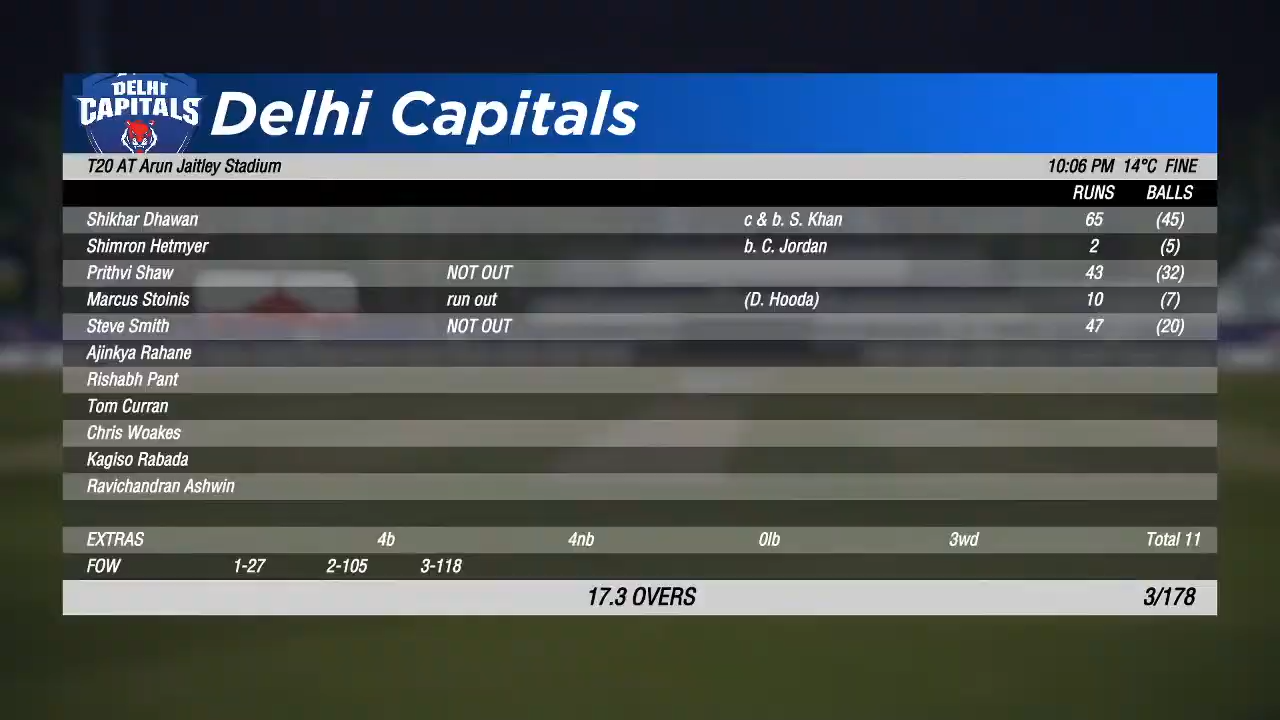 DELHI
CAPITALS
Delhi Capitals
T20 AT Arun Jaitley Stadium 10:06 PM 14°C FINE
RUNS BALLS
Shikhar Dhawan c & b. S. Khan 65 (45)
Shimron Hetmyer b. C. Jordan 2 (5)
Prithvi Shaw NOT OUT 43 (32)
Marcus Stoinis run out (D. Hooda) 10 (7)
Steve Smith NOT OUT 47 (20)
Ajinkya Rahane
Rishabh Pant
Tom Curran
Chris Woakes
Kagiso Rabada
Ravichandran Ashwin
EXTRAS 4b 4nb 0lb 3wd Total 11
FOW 1-27 2-105 3-118
17.3 OVERS 3/178